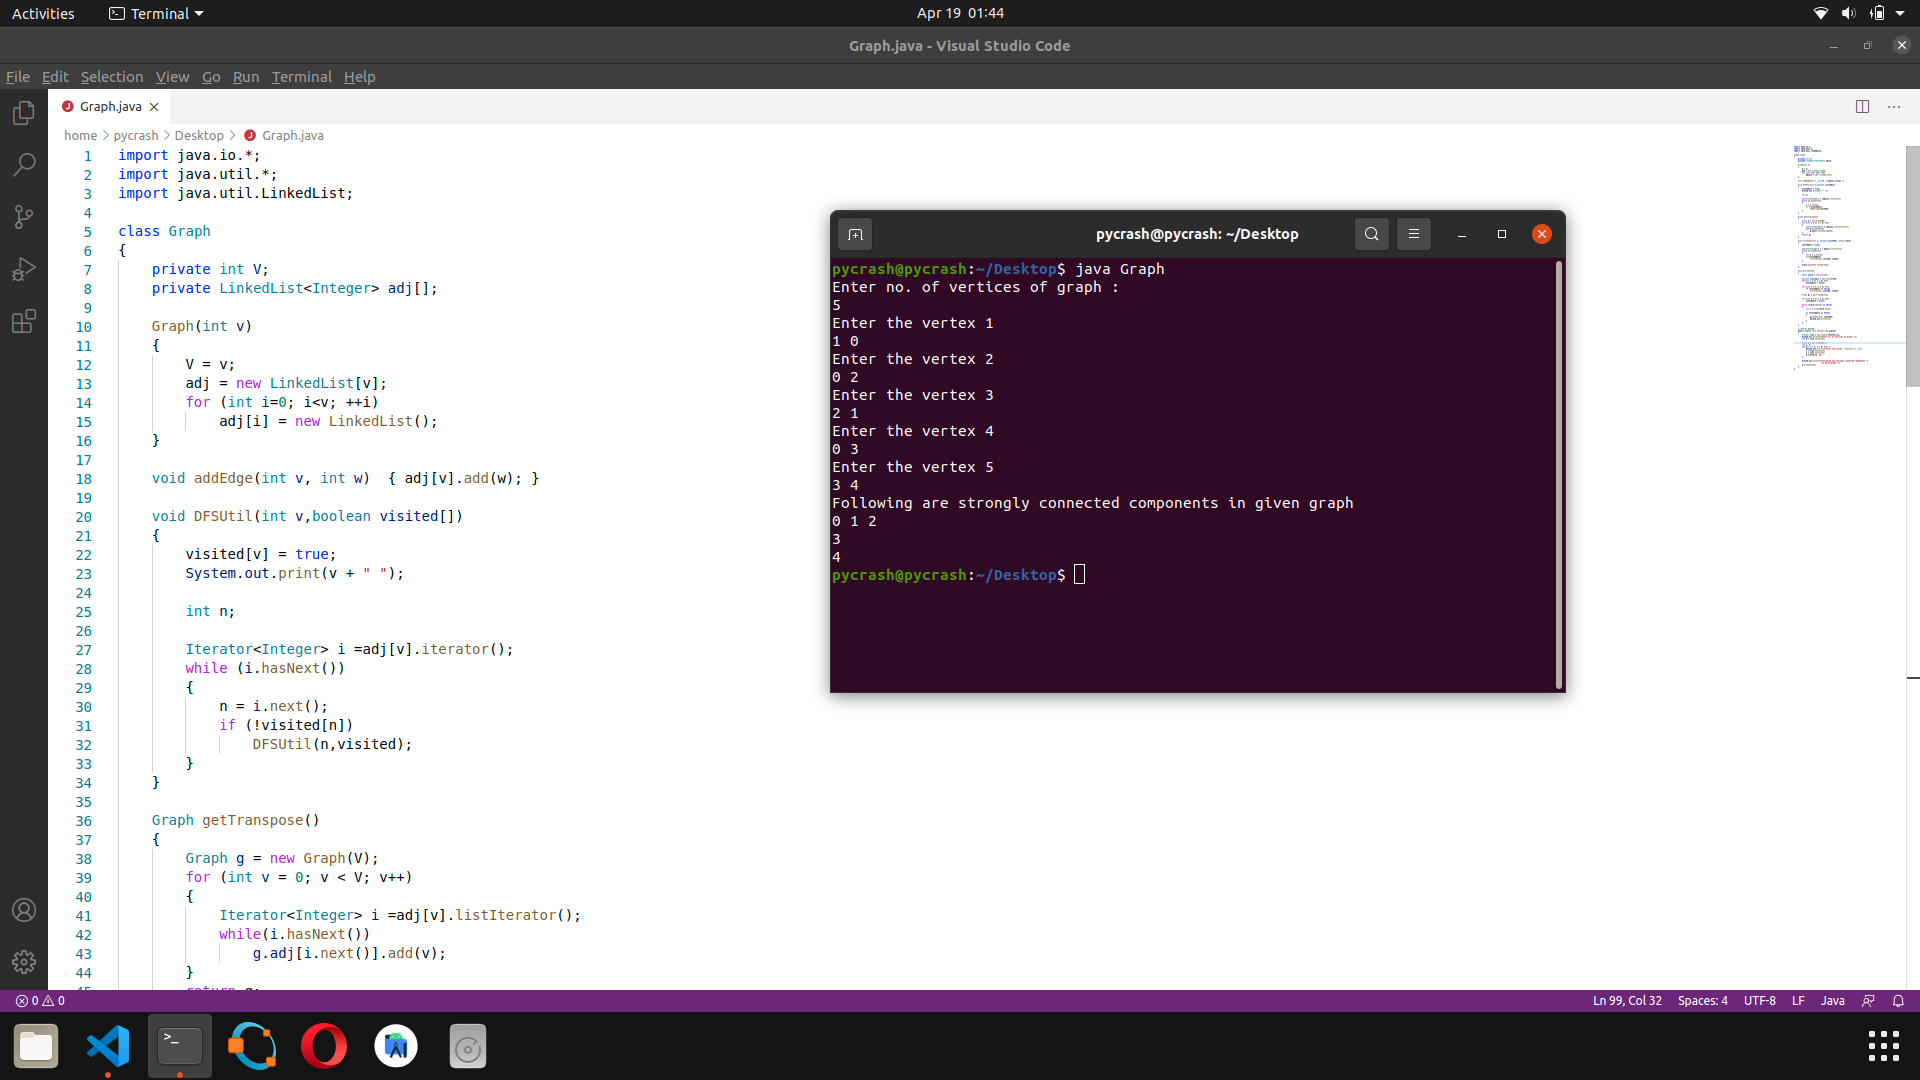 Activities Terminal Apr 19 01:44
Graph.java - Visual Studio Code
File Edit Selection View Go Run Terminal Help
Graph.java
home > pycrash > Desktop > Graph.java
1 import java.io.*;
2 import java.util.*;
3 import java.util.LinkedList;
4
5 class Graph
6 {
7 private int V;
8 private LinkedList<Integer> adj[];
9
10 Graph(int v)
11 {
12 V = v;
13 adj = new LinkedList[v];
14 for (int i=0; i<v; ++i)
15 adj[i] = new LinkedList();
16 }
17
18 void addEdge(int v, int w)  { adj[v].add(w); }
19
20 void DFSUtil(int v,boolean visited[])
21 {
22 visited[v] = true;
23 System.out.print(v + " ");
24
25 int n;
26
27 Iterator<Integer> i =adj[v].iterator();
28 while (i.hasNext())
29 {
30 n = i.next();
31 if (!visited[n])
32 DFSUtil(n,visited);
33 }
34 }
35
36 Graph getTranspose()
37 {
38 Graph g = new Graph(V);
39 for (int v = 0; v < V; v++)
40 {
41 Iterator<Integer> i =adj[v].listIterator();
42 while(i.hasNext())
43 g.adj[i.next()].add(v);
44 }
45 return g;
pycrash@pycrash: ~/Desktop
pycrash@pycrash:~/Desktop$ java Graph
Enter no. of vertices of graph :
5
Enter the vertex 1
1 0
Enter the vertex 2
0 2
Enter the vertex 3
2 1
Enter the vertex 4
0 3
Enter the vertex 5
3 4
Following are strongly connected components in given graph
0 1 2
3
4
pycrash@pycrash:~/Desktop$
0 0 Ln 99, Col 32 Spaces: 4 UTF-8 LF Java